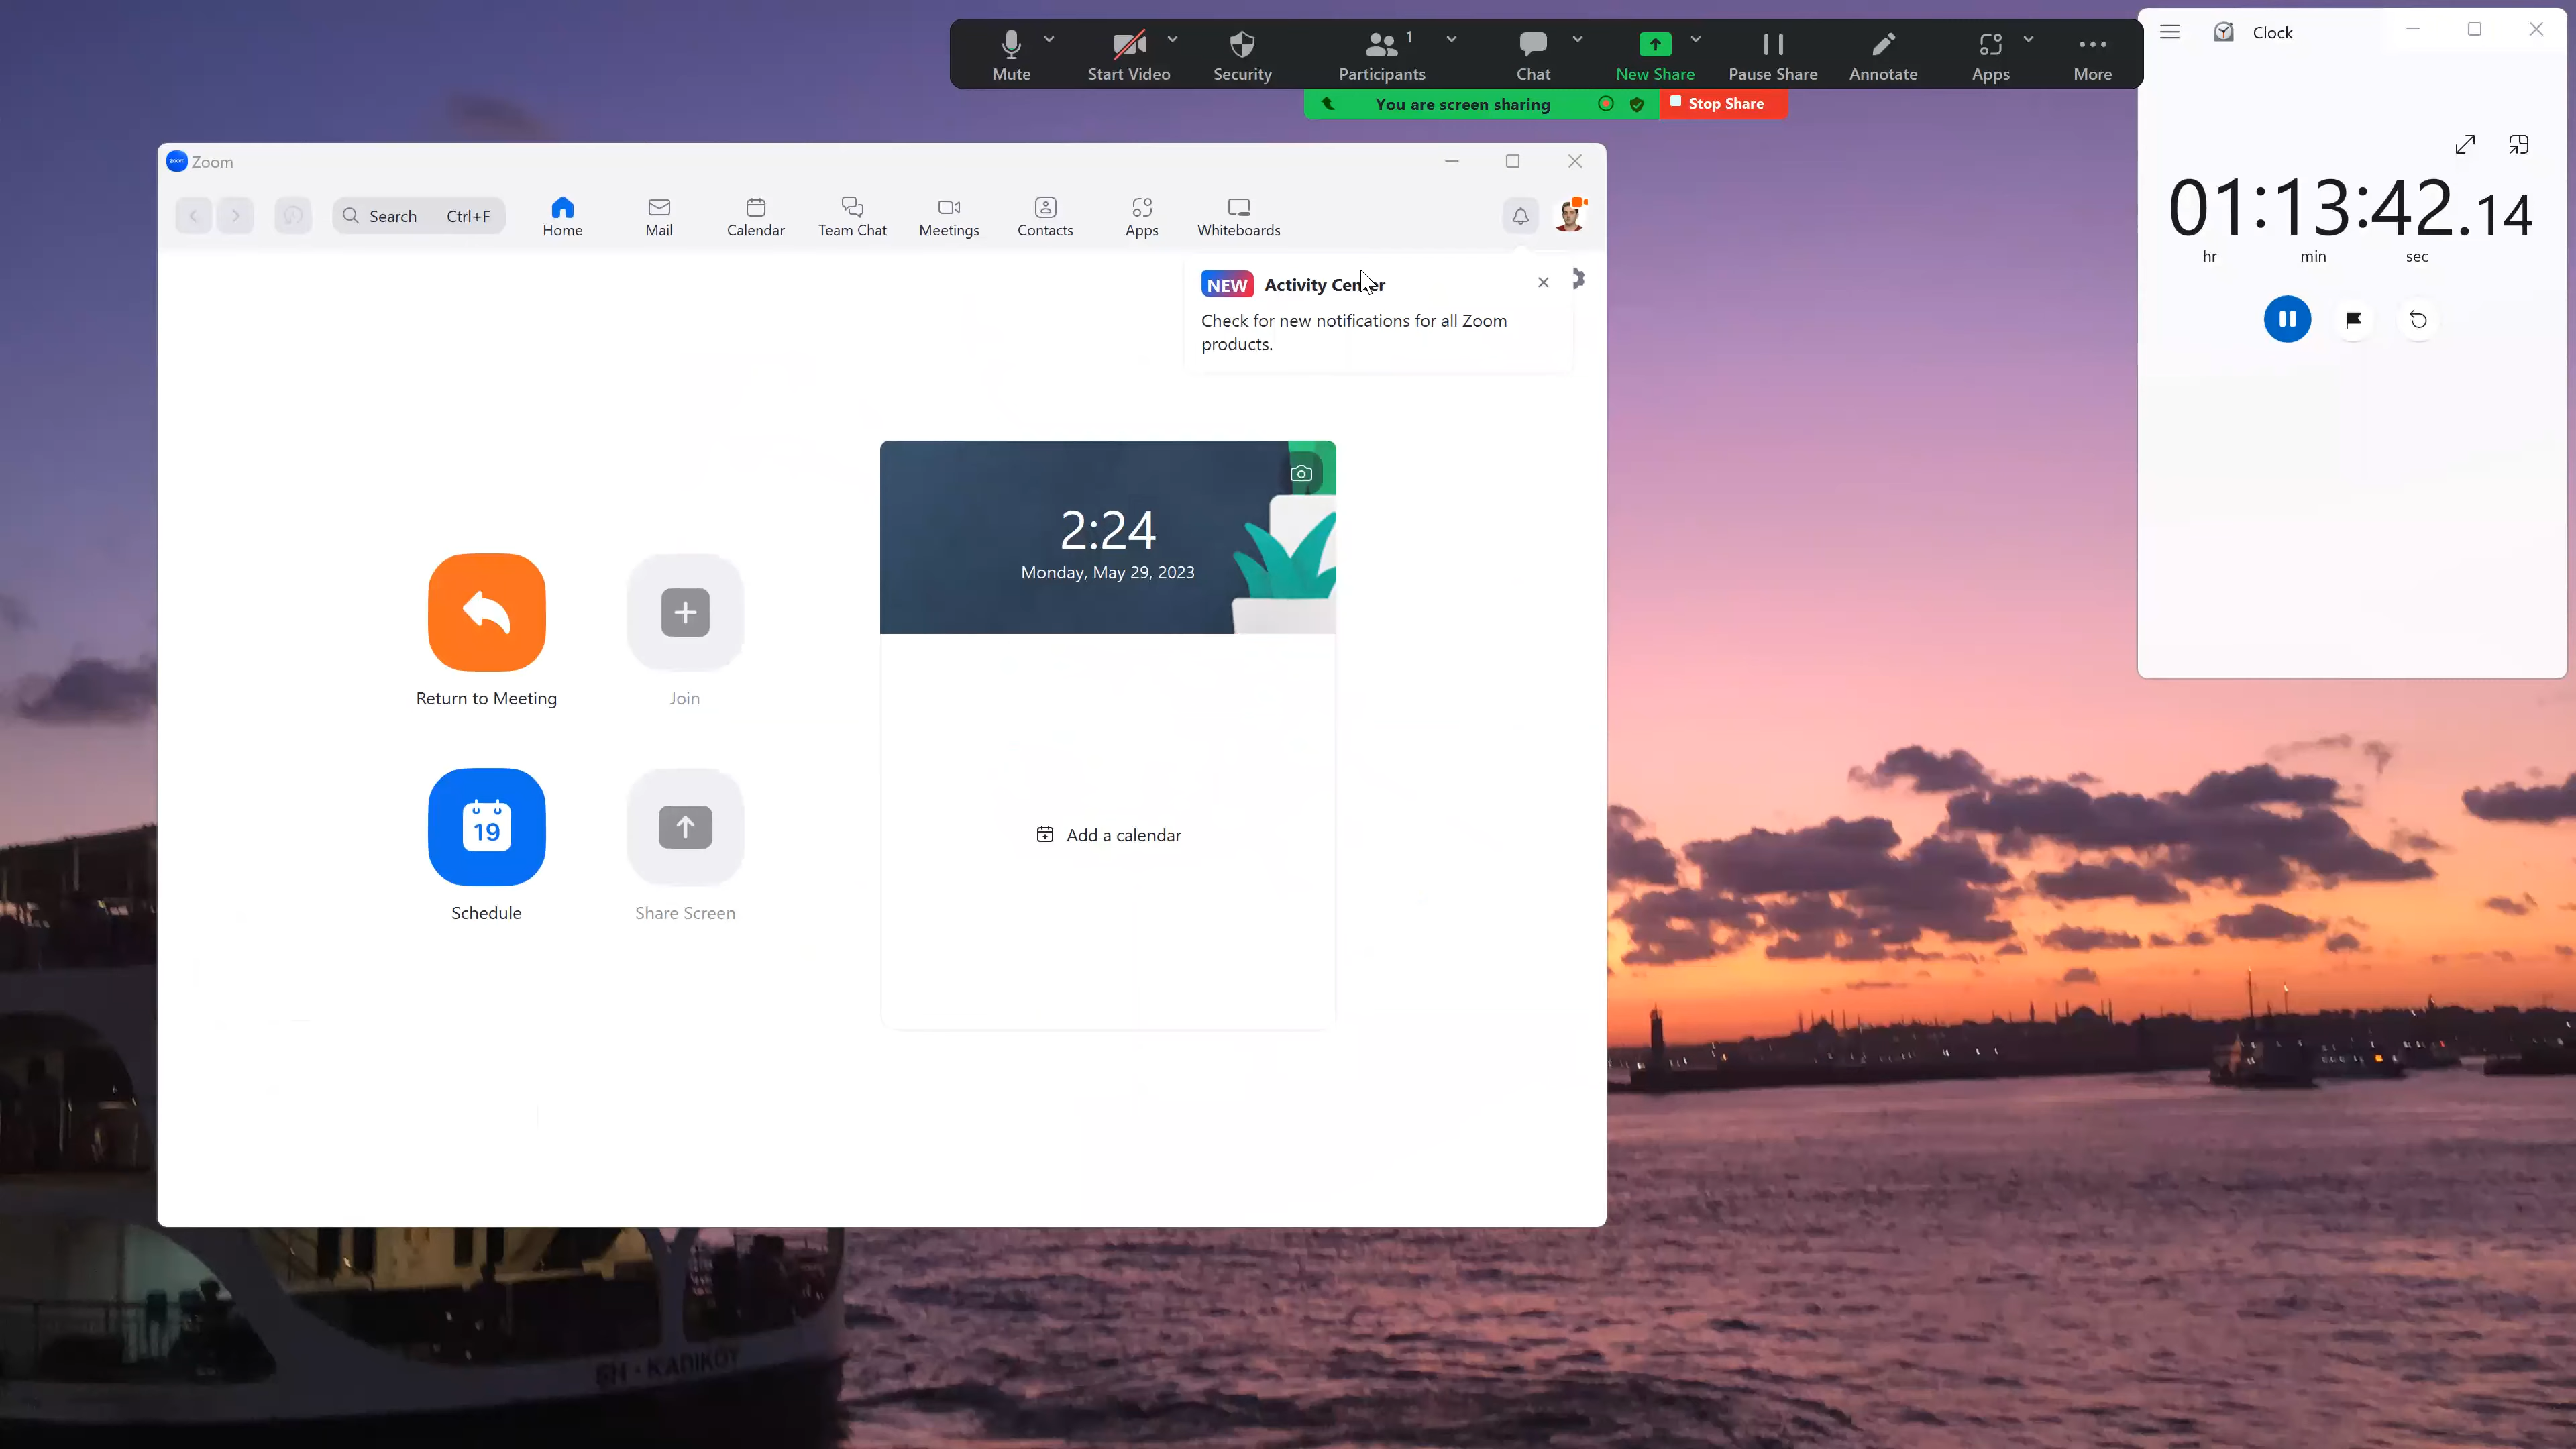 Mute
Start Video
Security
Participants
1
Chat
New Share
Pause Share
Annotate
Apps
More
You are screen sharing
Stop Share
Clock
zoom
Zoom
Search
Ctrl+F
Home
Mail
Calendar
Team Chat
Meetings
Contacts
Apps
Whiteboards
01:13:42.14
hr
min
sec
NEW
Activity Center
Check for new notifications for all Zoom
products.
2:24
Monday, May 29, 2023
Return to Meeting
Join
19
Schedule
Share Screen
Add a calendar
SH - KADIKÖY